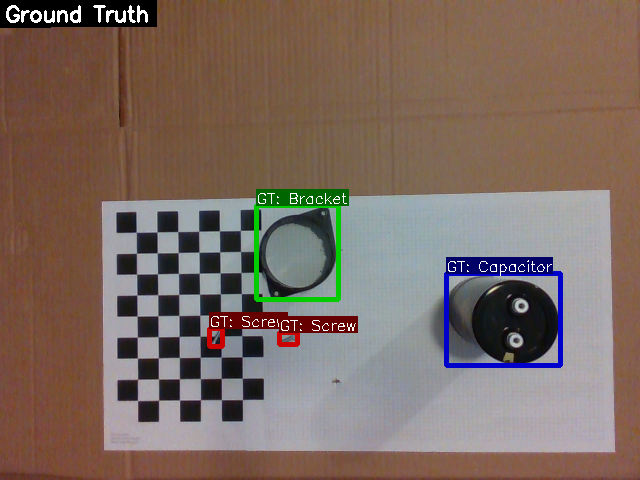 Ground Truth
GT: Bracket
GT: Capacitor
GT: Screw
GT: Screw